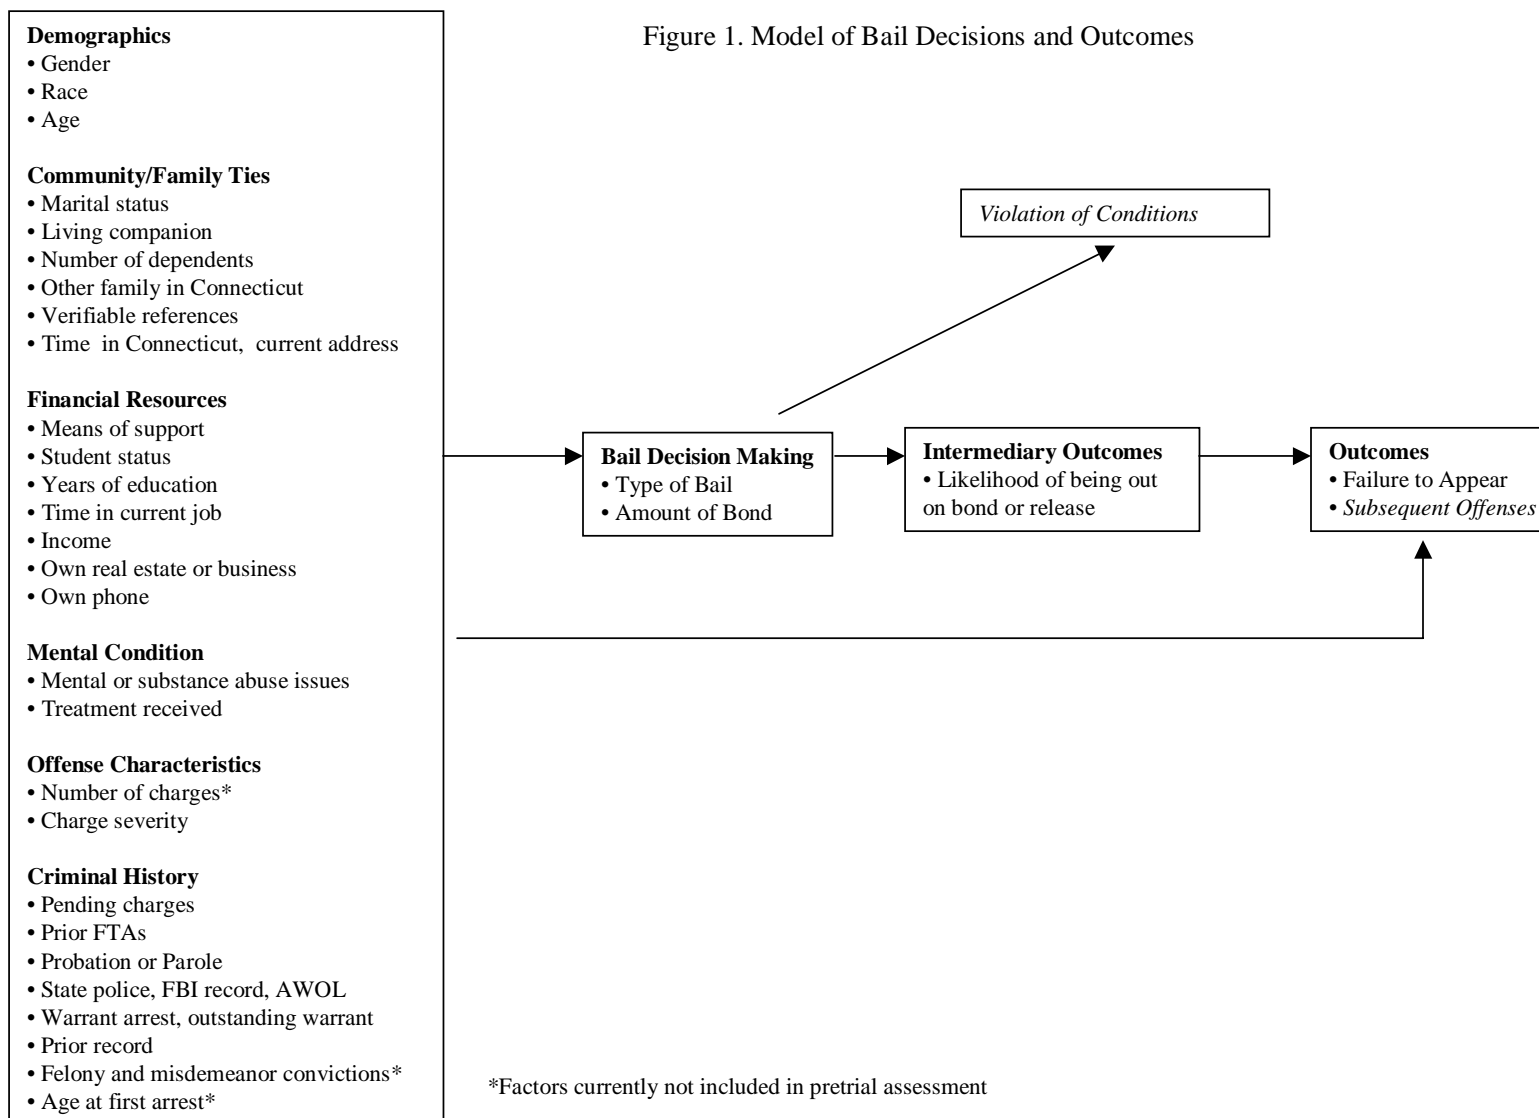 Figure 1. Model of Bail Decisions and Outcomes
Demographics
• Gender
• Race
• Age
Community/Family Ties
• Marital status
• Living companion
• Number of dependents
• Other family in Connecticut
• Verifiable references
• Time in Connecticut, current address
Financial Resources
• Means of support
• Student status
• Years of education
• Time in current job
• Income
• Own real estate or business
• Own phone
Mental Condition
• Mental or substance abuse issues
• Treatment received
Offense Characteristics
• Number of charges*
• Charge severity
Criminal History
• Pending charges
• Prior FTAs
• Probation or Parole
• State police, FBI record, AWOL
• Warrant arrest, outstanding warrant
• Prior record
• Felony and misdemeanor convictions*
• Age at first arrest*
Violation of Conditions
Bail Decision Making
• Type of Bail
• Amount of Bond
Intermediary Outcomes
• Likelihood of being out
on bond or release
Outcomes
• Failure to Appear
• Subsequent Offenses
*Factors currently not included in pretrial assessment